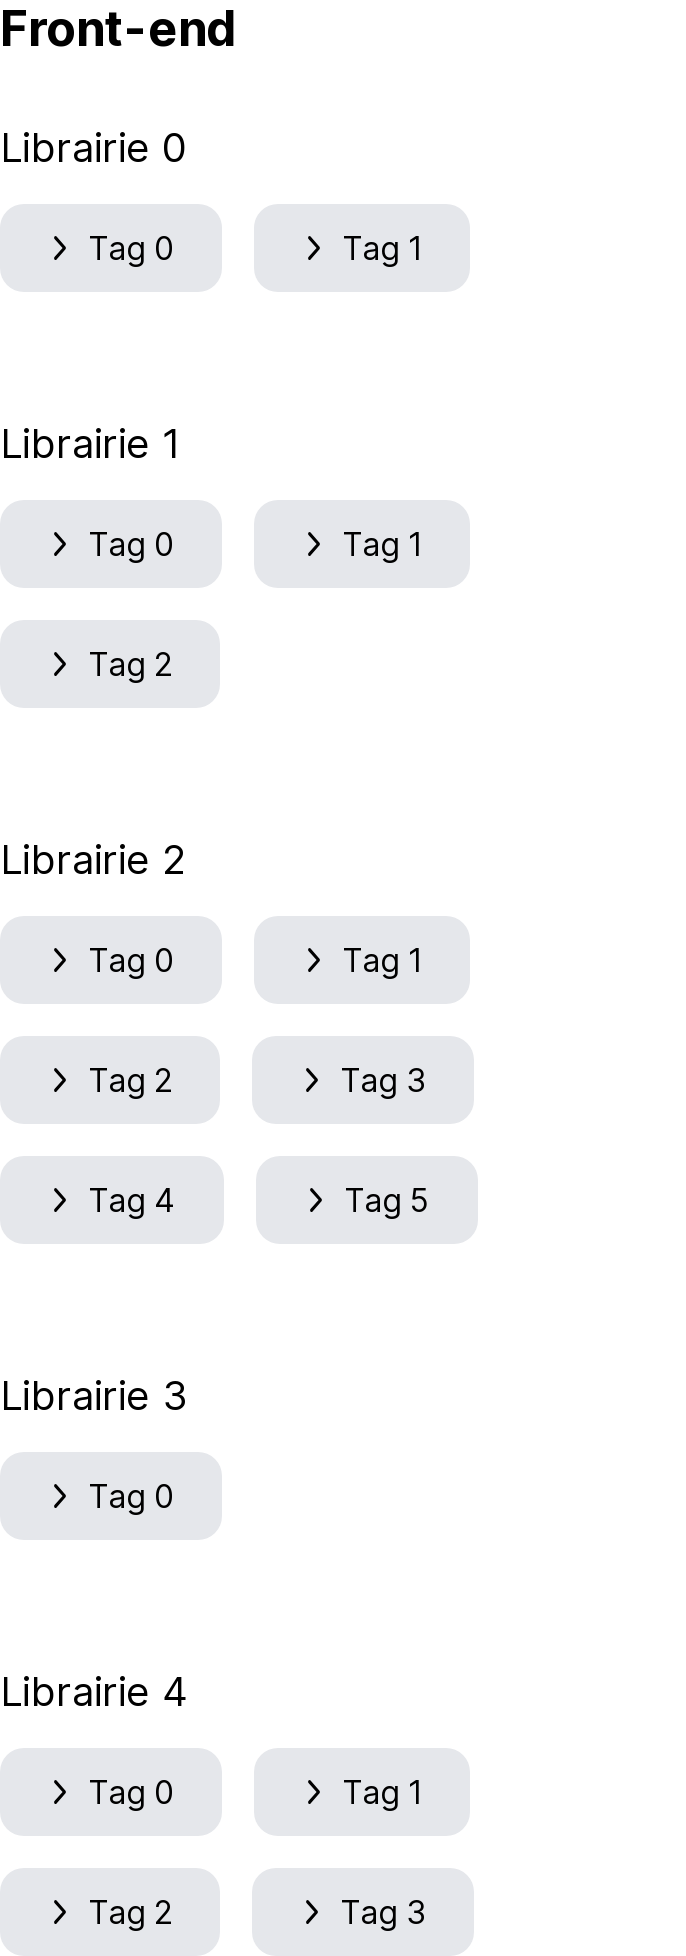 Front-end
Librairie 0
Tag 0 Tag 1
Librairie 1
Tag 0 Tag 1
Tag 2
Librairie 2
Tag 0 Tag 1
Tag 2 Tag 3
Tag 4 Tag 5
Librairie 3
Tag 0
Librairie 4
Tag 0 Tag 1
Tag 2 Tag 3